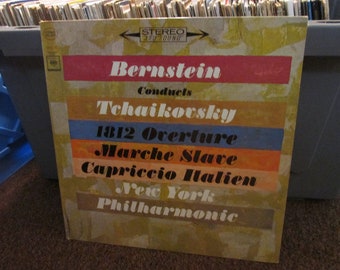 STEREO
Bernstein
Conducts
Tchaikovsky
1812 Overture
Marche Slave
Capriccio Italien
New York
Philharmonic